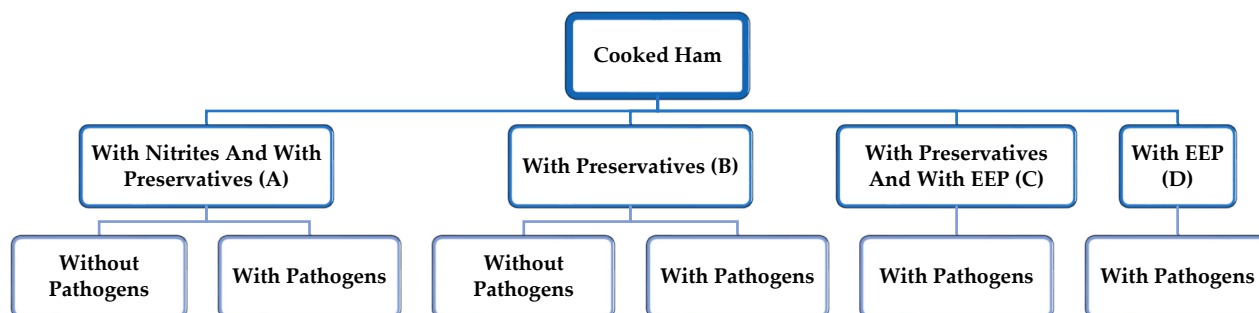 Cooked Ham
With Nitrites And With
Preservatives (A)
With Preservatives (B)
With Preservatives
And With EEP (C)
With EEP
(D)
Without
Pathogens
With Pathogens
Without
Pathogens
With Pathogens
With Pathogens
With Pathogens